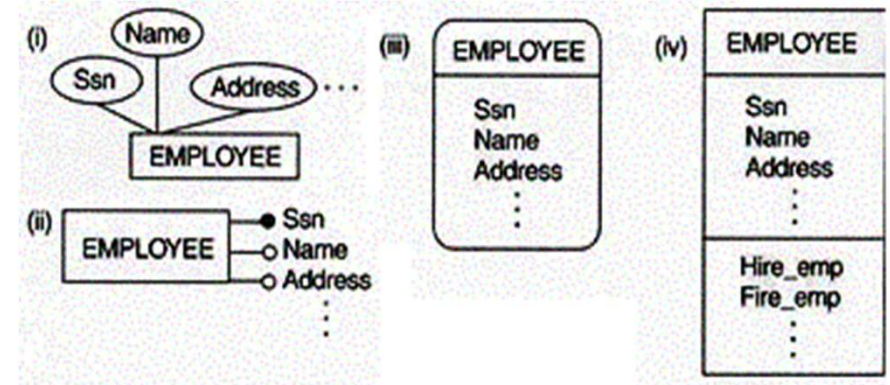 (i)
Name
Ssn
Address ...
EMPLOYEE
(ii)
EMPLOYEE
Ssn
Name
Address
(iii)
EMPLOYEE
Ssn
Name
Address
(iv)
EMPLOYEE
Ssn
Name
Address
Hire_emp
Fire_emp